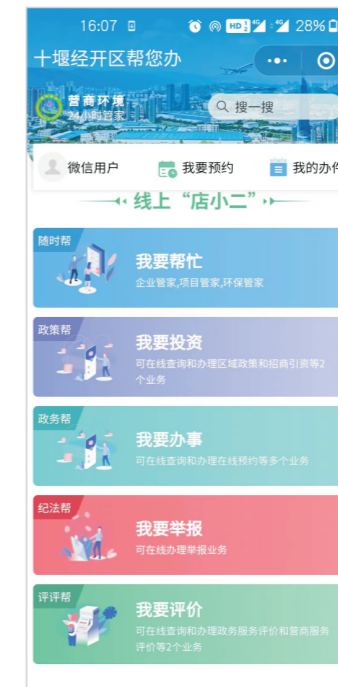 16:07
HD 2 4G 4G 28%
十堰经开区帮您办
营商环境
24小时管家
搜一搜
微信用户
我要预约
我的办件
线上“店小二”
随时帮
我要帮忙
企业管家,项目管家,环保管家
政策帮
我要投资
可在线查询和办理区域政策和招商引资等2
个业务
政务帮
我要办事
可在线查询和办理在线预约等多个业务
纪法帮
我要举报
可在线办理举报业务
评评帮
我要评价
可在线查询和办理政务服务评价和营商服务
评价等2个业务